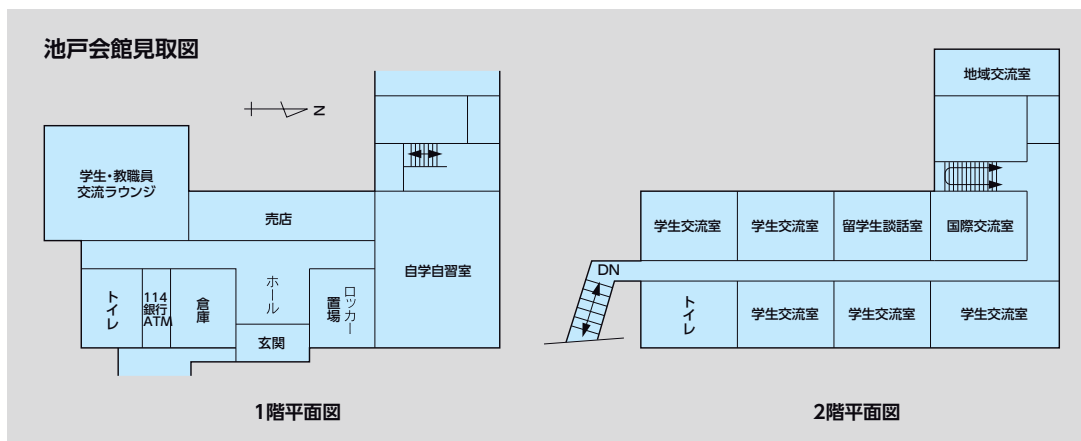 池戸会館見取図
N
学生・教職員
交流ラウンジ
売店
自学自習室
トイレ
114
銀行
ATM
倉庫
ホール
ロッカー
置場
玄関
1階平面図
地域交流室
学生交流室
学生交流室
留学生談話室
国際交流室
DN
トイレ
学生交流室
学生交流室
学生交流室
2階平面図